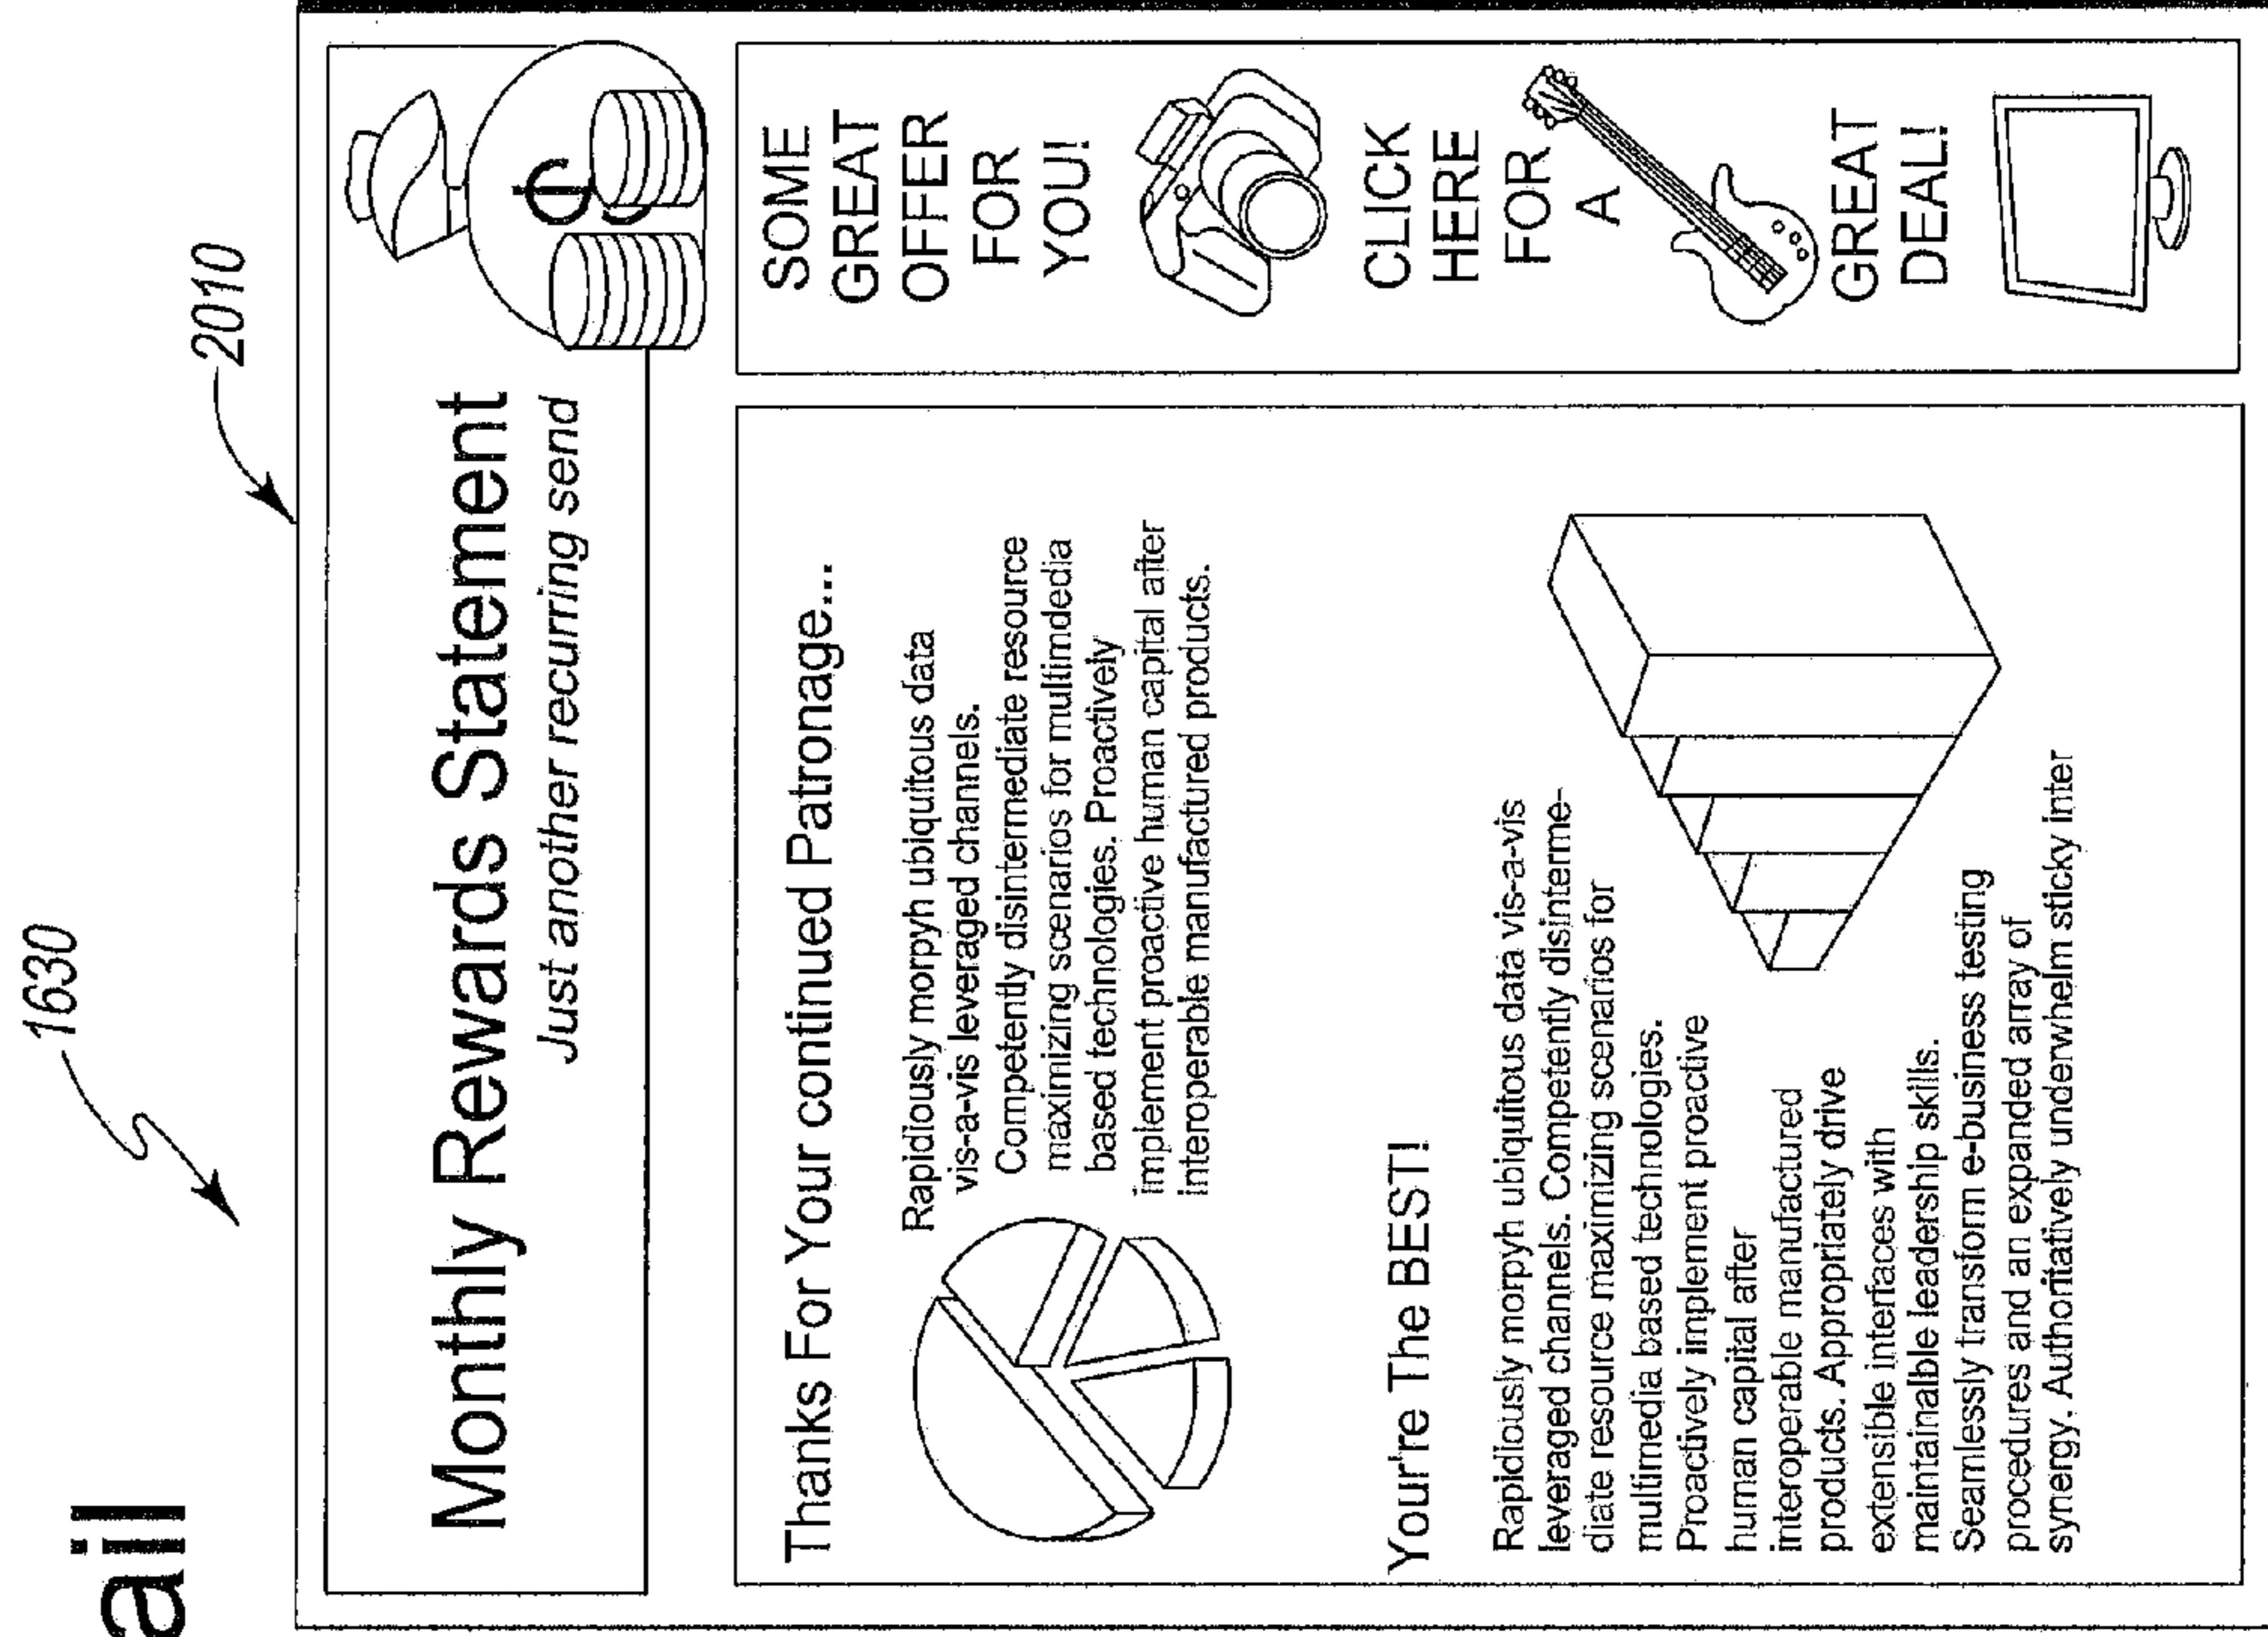 ail
1630
2010
Monthly Rewards Statement
Just another recurring send
Thanks For Your continued Patronage...
Rapidiously morpyh ubiquitous data
vis-a-vis leveraged channels.
Competently disintermediate resource
maximizing scenarios for multimdedia
based technologies. Proactively
implement proactive human capital after
interoperable manufactured products.
Your're The BEST!
Rapidiously morpyh ubiquitous data vis-a-vis
leveraged channels. Competently disinterme-
diate resource maximizing scenarios for
multimedia based technologies.
Proactively implement proactive
human capital after
interoperable manufactured
products. Appropriately drive
extensible interfaces with
maintainalble leadership skills.
Seamlessly transform e-business testing
procedures and an expanded array of
synergy. Authoritatively underwhelm sticky inter
SOME
GREAT
OFFER
FOR
YOU!
CLICK
HERE
FOR
A
GREAT
DEAL!